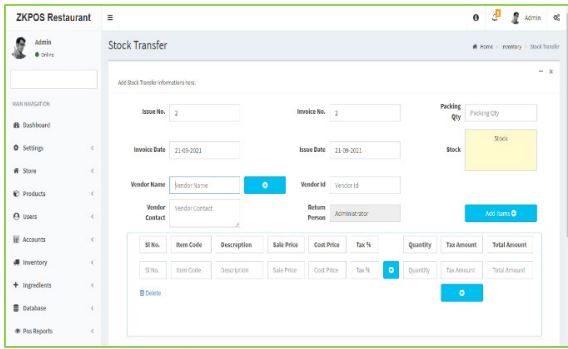 ZKPOS Restaurant
Admin
Admin
Online
Stock Transfer
Home - Inventory - Stock Transfer
Add Stock Transfer informations here.
Issue No. 2
Invoice No. 2
Packing Qty Packing Qty
Invoice Date 21-09-2021
Issue Date 21-09-2021
Stock Stock
Vendor Name Vendor Name
Vendor Id Vendor Id
Vendor Contact Vendor Contact
Return Person Administrator
Add Items
MAIN NAVIGATION
Dashboard
Settings
Store
Products
Users
Accounts
Inventory
Ingredients
Database
Pos Reports
Sl No. Item Code Description Sale Price Cost Price Tax % Quantity Tax Amount Total Amount
Sl No. Item Code Description Sale Price Cost Price Tax % Quantity Tax Amount Total Amount
Delete